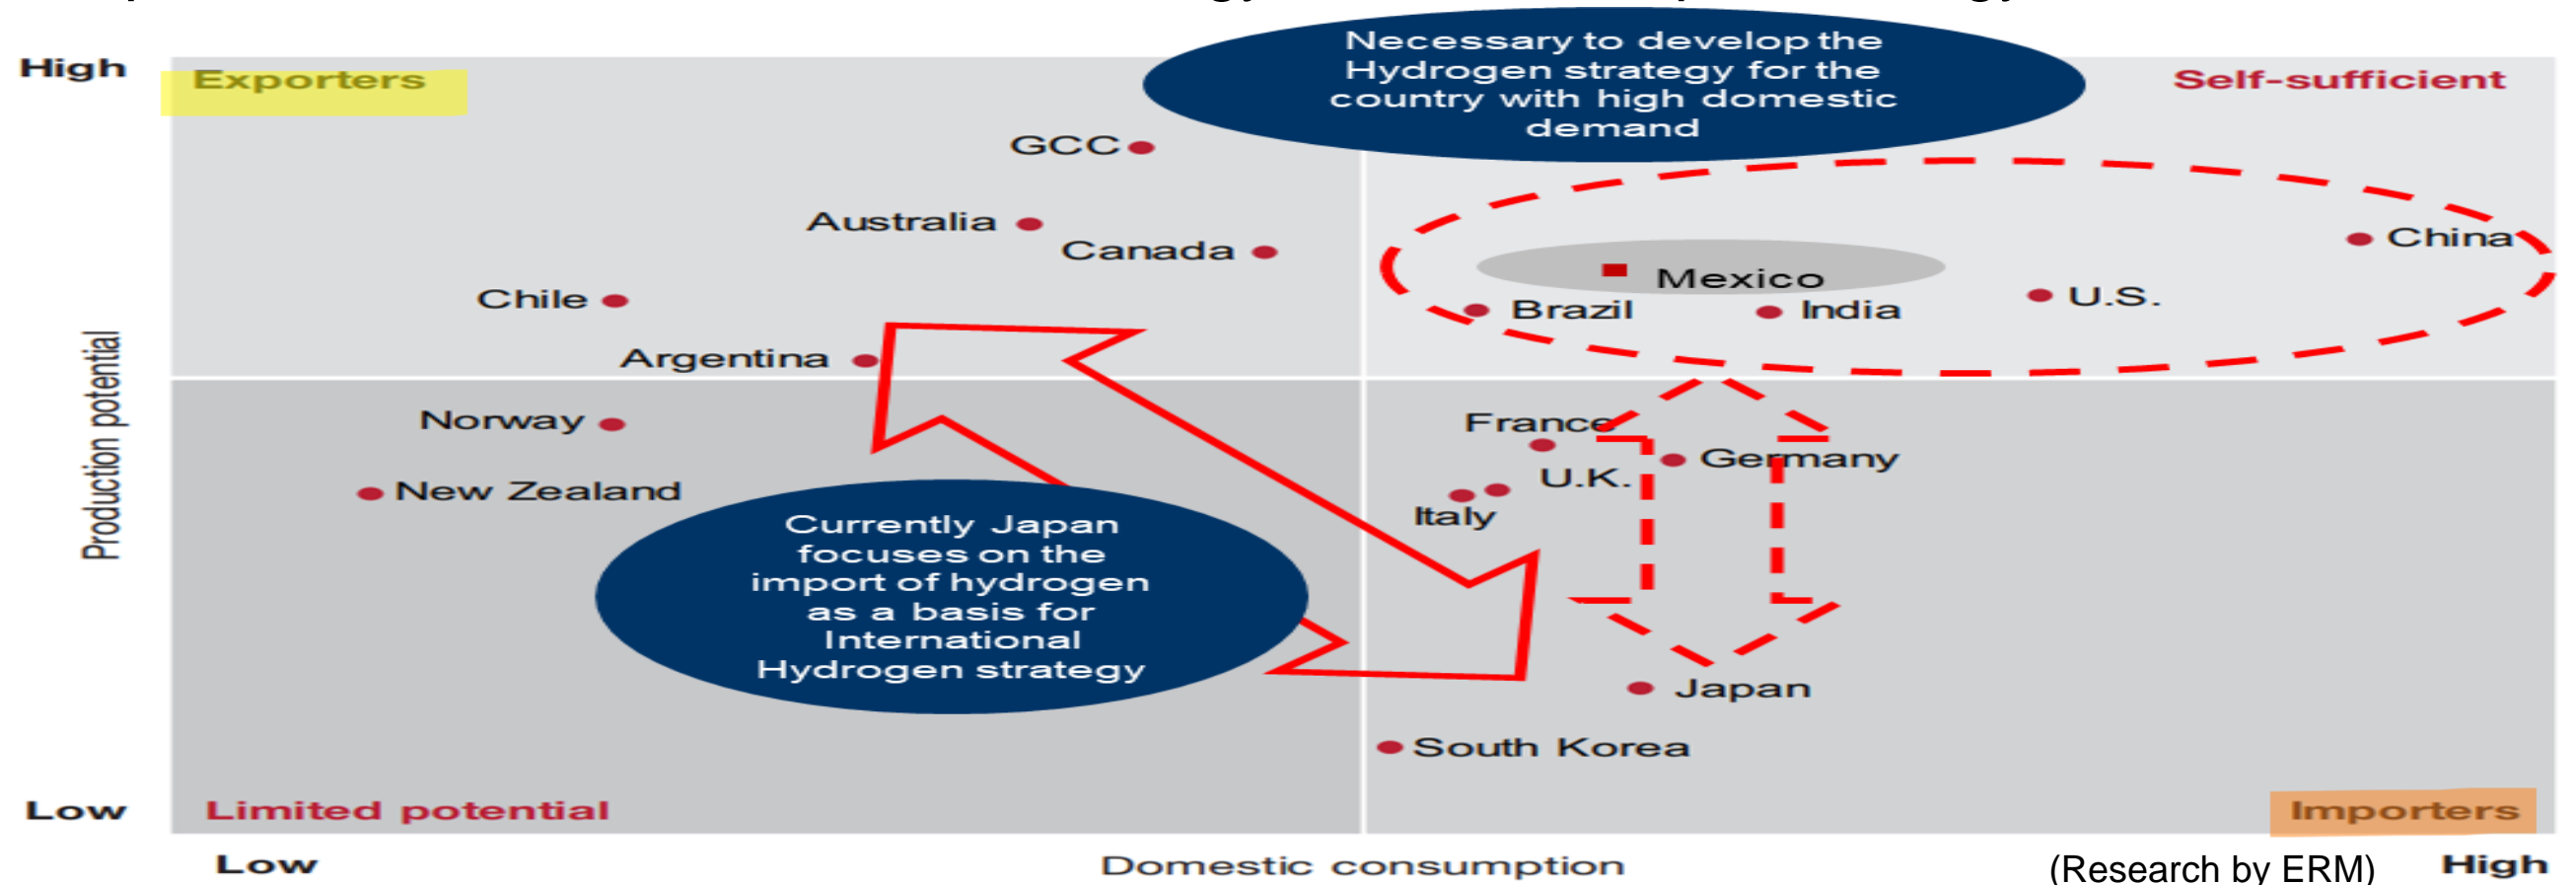 High
Exporters
Necessary to develop the
Hydrogen strategy for the
country with high domestic
demand
Self-sufficient
GCC
Australia
Canada
China
Mexico
Chile
Brazil
India
U.S.
Argentina
Production potential
Norway
France
Germany
New Zealand
U.K.
Italy
Currently Japan
focuses on the
import of hydrogen
as a basis for
International
Hydrogen strategy
Japan
South Korea
Low
Limited potential
Importers
Low
Domestic consumption
(Research by ERM)
High